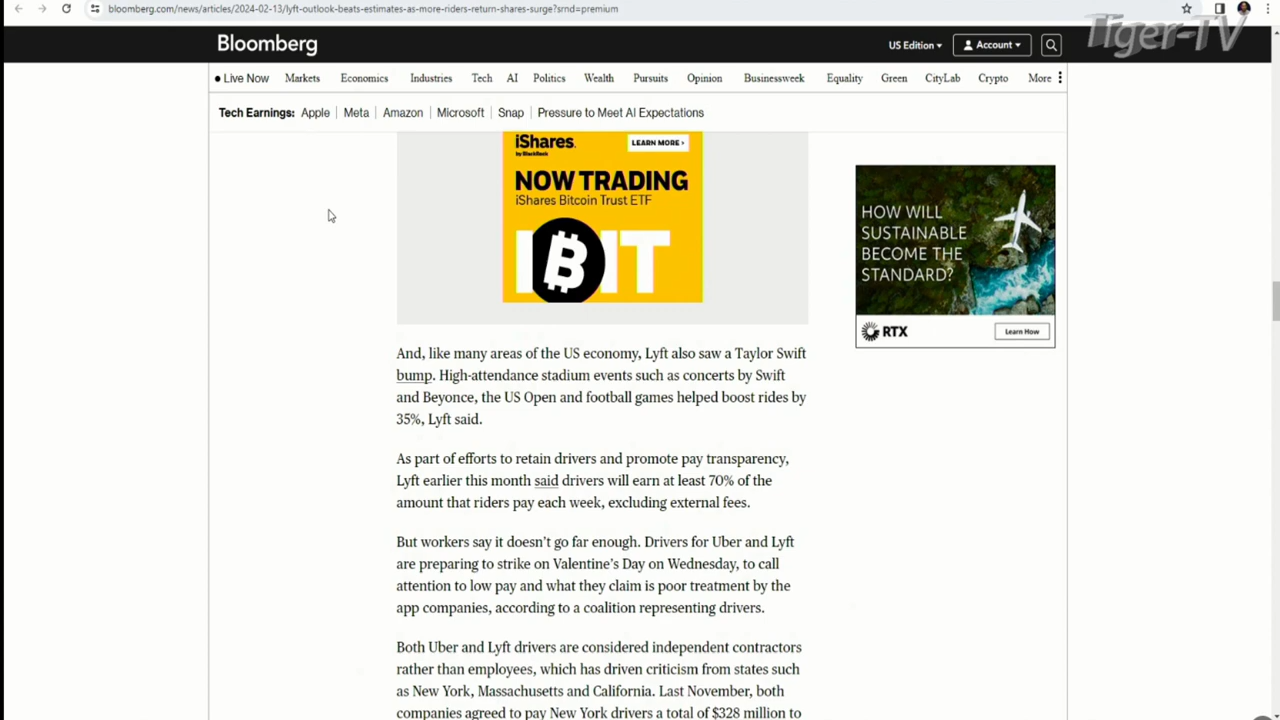 bloomberg.com/news/articles/2024-02-13/lyft-outlook-beats-estimates-as-more-riders-return-shares-surge?srnd=premium
Tiger-TV
Bloomberg
US Edition
Account
Live Now
Markets
Economics
Industries
Tech
AI
Politics
Wealth
Pursuits
Opinion
Businessweek
Equality
Green
CityLab
Crypto
More
Tech Earnings:
Apple
Meta
Amazon
Microsoft
Snap
Pressure to Meet AI Expectations
iShares.
by BlackRock
LEARN MORE >
NOW TRADING
iShares Bitcoin Trust ETF
IBIT
HOW WILL
SUSTAINABLE
BECOME THE
STANDARD?
RTX
Learn How
And, like many areas of the US economy, Lyft also saw a Taylor Swift
bump. High-attendance stadium events such as concerts by Swift
and Beyonce, the US Open and football games helped boost rides by
35%, Lyft said.
As part of efforts to retain drivers and promote pay transparency,
Lyft earlier this month said drivers will earn at least 70% of the
amount that riders pay each week, excluding external fees.
But workers say it doesn't go far enough. Drivers for Uber and Lyft
are preparing to strike on Valentine's Day on Wednesday, to call
attention to low pay and what they claim is poor treatment by the
app companies, according to a coalition representing drivers.
Both Uber and Lyft drivers are considered independent contractors
rather than employees, which has driven criticism from states such
as New York, Massachusetts and California. Last November, both
companies agreed to pay New York drivers a total of $328 million to